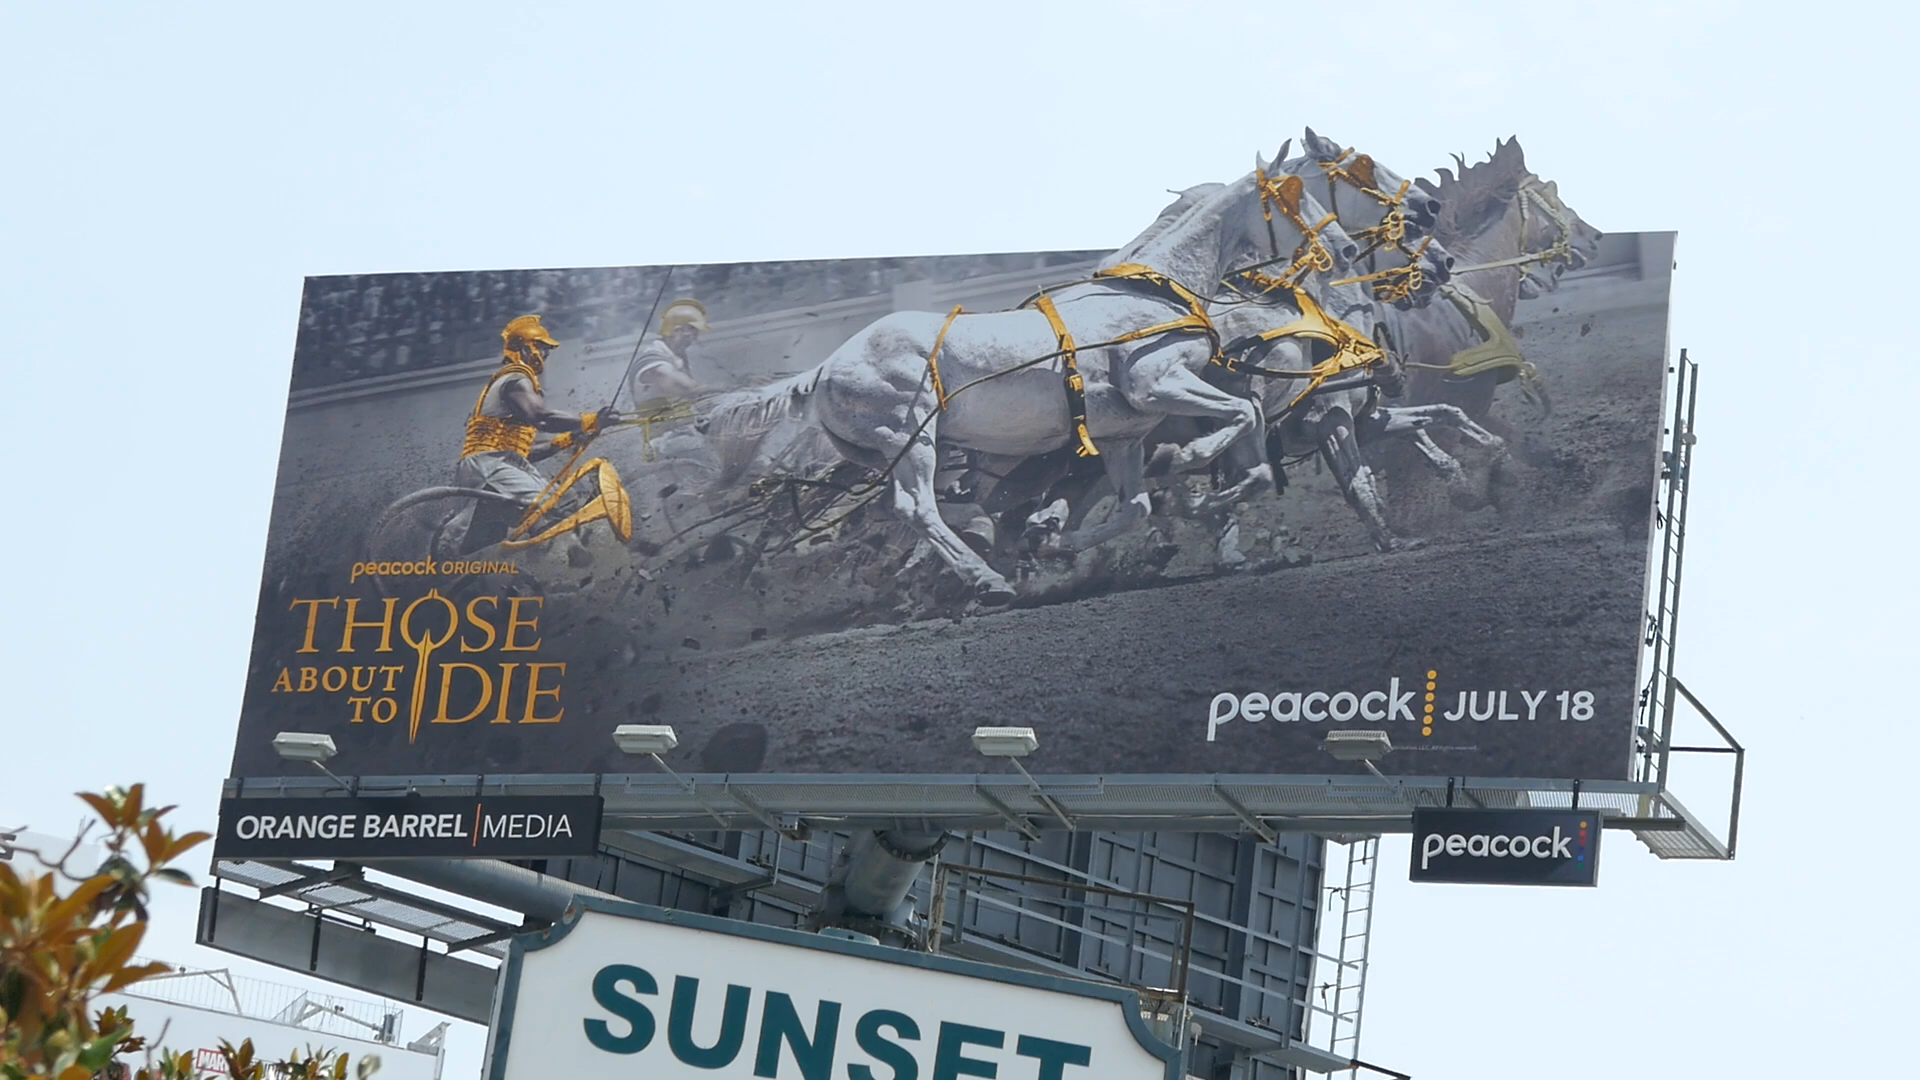 peacock ORIGINAL
THOSE
ABOUT
TO DIE
peacock JULY 18
ORANGE BARREL MEDIA
peacock
SUNSET